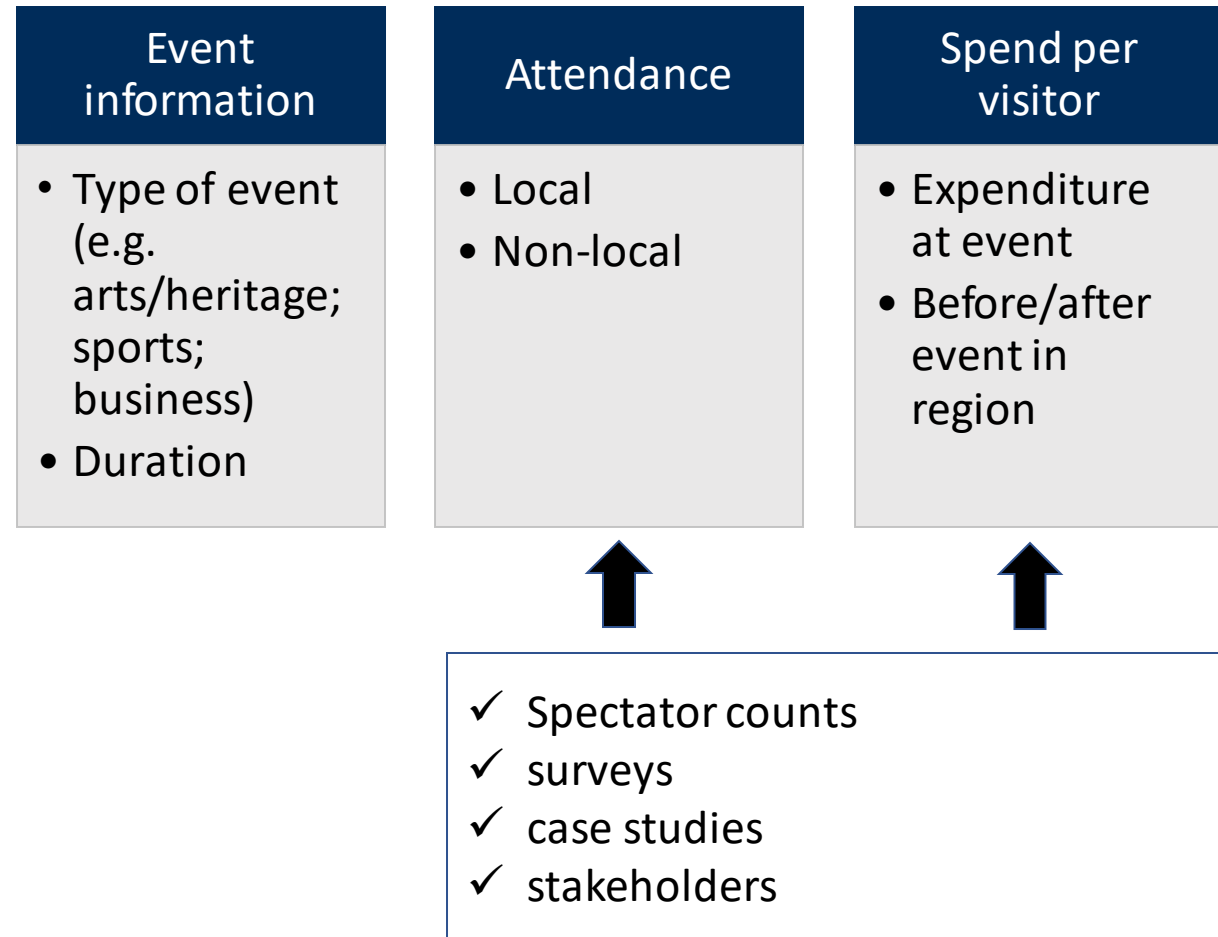 Event
information
• Type of event
(e.g.
arts/heritage;
sports;
business)
• Duration
Attendance
• Local
• Non-local
Spend per
visitor
• Expenditure
at event
• Before/after
event in
region
✓ Spectator counts
✓ surveys
✓ case studies
✓ stakeholders